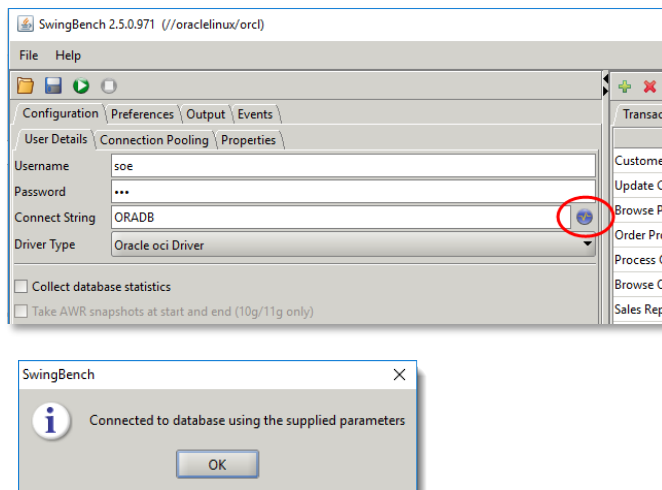 SwingBench 2.5.0.971 (//oraclelinux/orcl)
File Help
Configuration Preferences Output Events
Transac
User Details Connection Pooling Properties
Username soe
Custome
Password •••
Update C
Connect String ORADB
Browse P
Driver Type Oracle oci Driver
Order Pro
Process C
Collect database statistics
Browse C
Take AWR snapshots at start and end (10g/11g only)
Sales Rep
SwingBench
Connected to database using the supplied parameters
OK